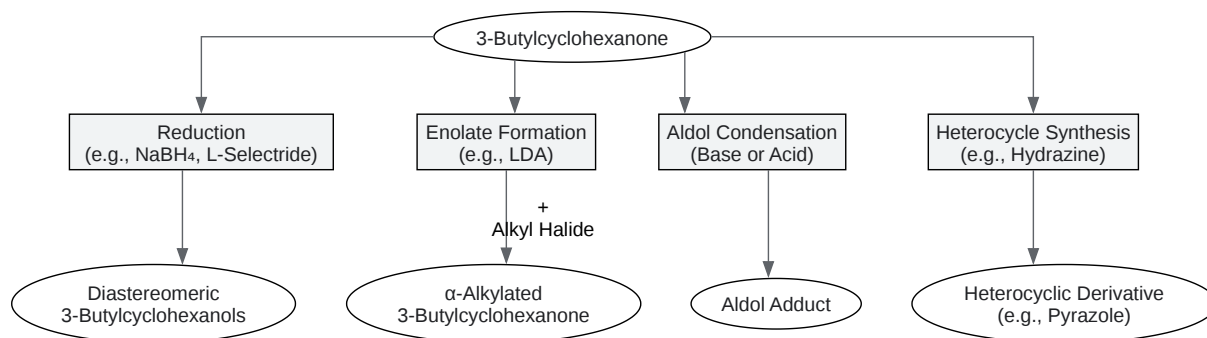 3-Butylcyclohexanone
Reduction
(e.g., NaBH₄, L-Selectride)
Enolate Formation
(e.g., LDA)
Aldol Condensation
(Base or Acid)
Heterocycle Synthesis
(e.g., Hydrazine)
+
Alkyl Halide
Diastereomeric
3-Butylcyclohexanols
α-Alkylated
3-Butylcyclohexanone
Aldol Adduct
Heterocyclic Derivative
(e.g., Pyrazole)